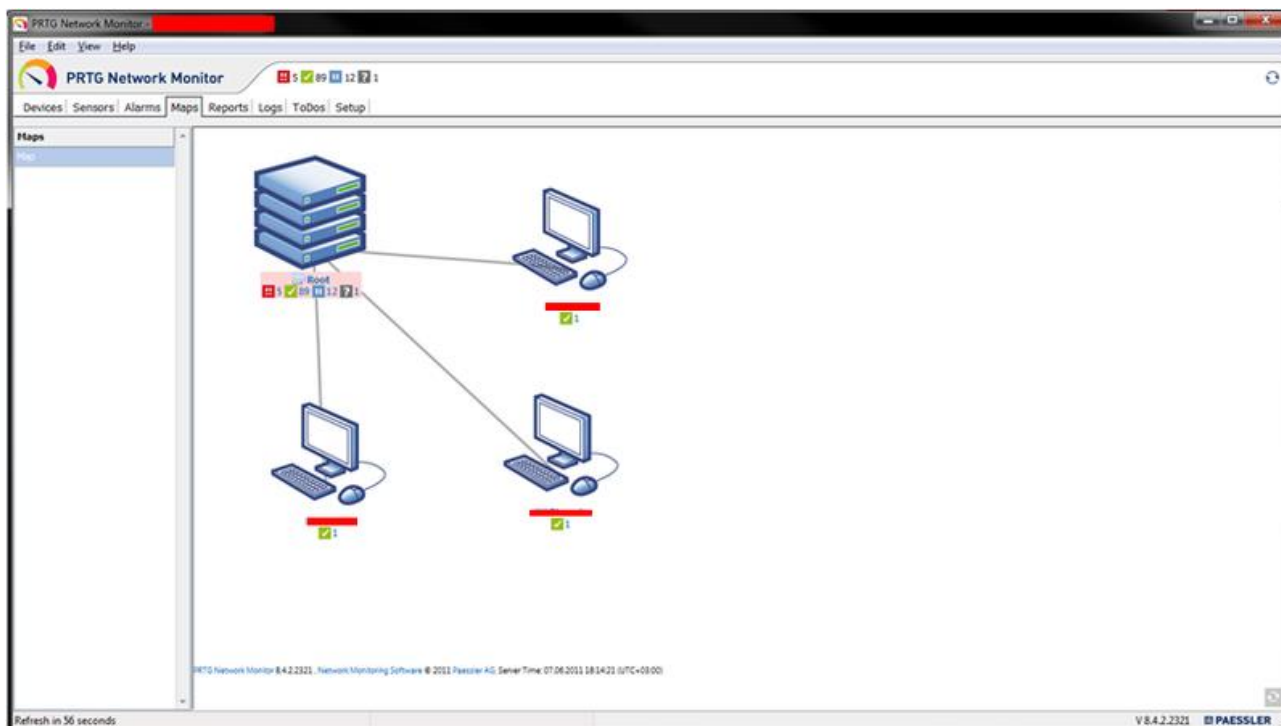 PRTG Network Monitor -
File Edit View Help
PRTG Network Monitor
5 89 12 1
Devices Sensors Alarms Maps Reports Logs ToDos Setup
Maps
Map
Root
5 89 12 1
1
1
1
PRTG Network Monitor 8.4.2.2321 , Network Monitoring Software © 2011 Paessler AG, Server Time: 07.06.2011 18:14:21 (UTC+03:00)
Refresh in 56 seconds
V 8.4.2.2321 PAESSLER